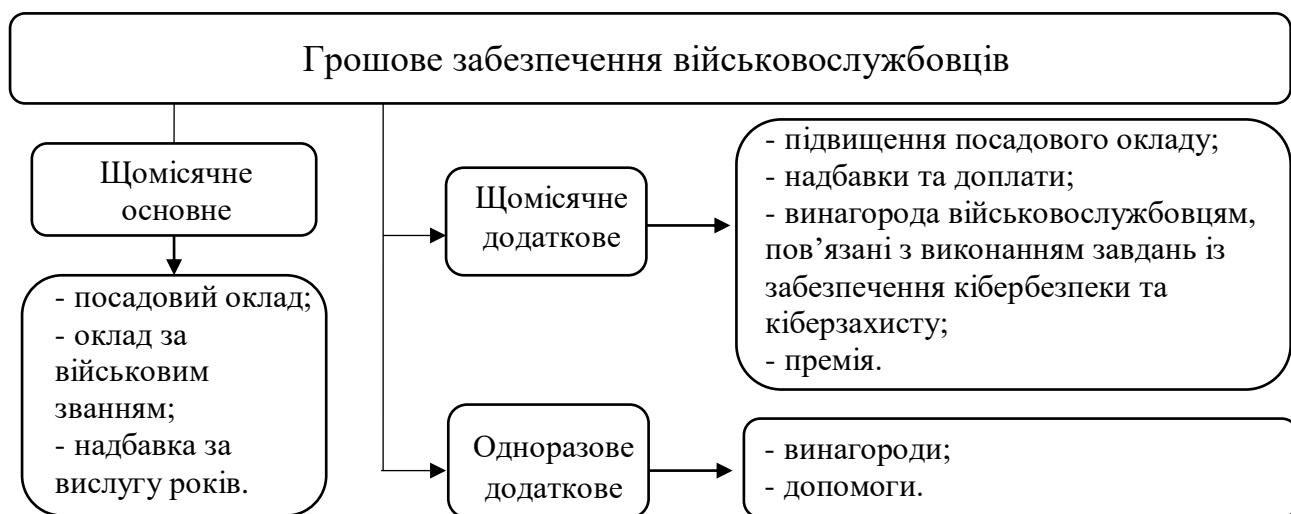 Грошове забезпечення військовослужбовців
Щомісячне
основне
- посадовий оклад;
- оклад за
військовим
званням;
- надбавка за
вислугу років.
Щомісячне
додаткове
- підвищення посадового окладу;
- надбавки та доплати;
- винагорода військовослужбовцям,
пов’язані з виконанням завдань із
забезпечення кібербезпеки та
кіберзахисту;
- премія.
Одноразове
додаткове
- винагороди;
- допомоги.